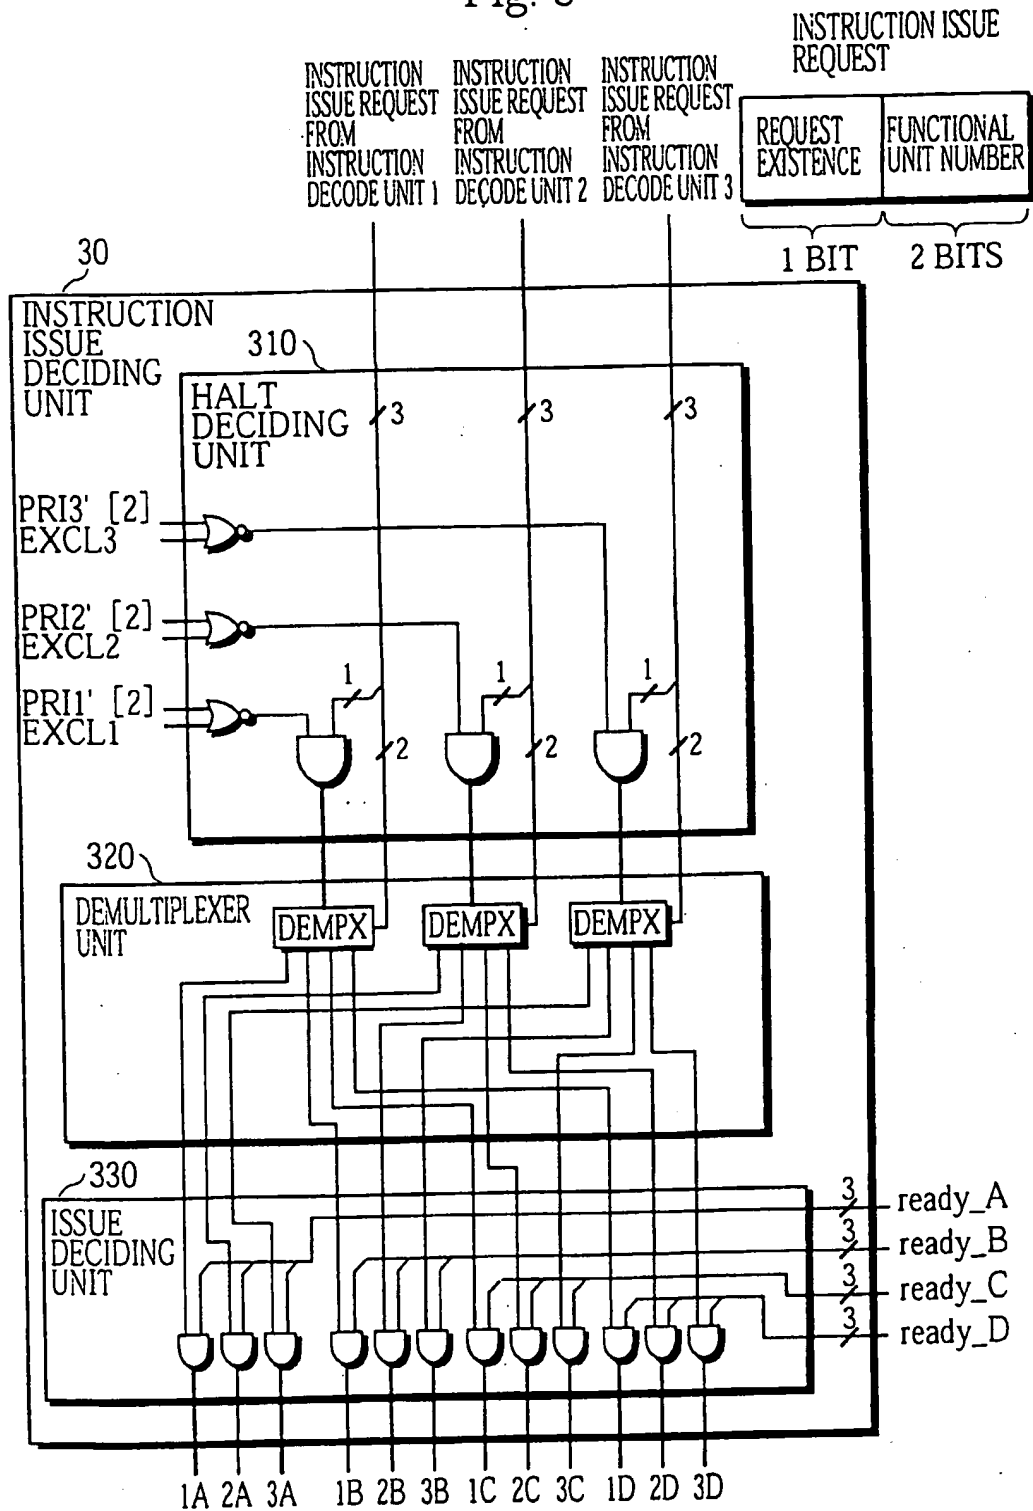 INSTRUCTION ISSUE
REQUEST
INSTRUCTION
ISSUE REQUEST
FROM
INSTRUCTION
DECODE UNIT 1
INSTRUCTION
ISSUE REQUEST
FROM
INSTRUCTION
DECODE UNIT 2
INSTRUCTION
ISSUE REQUEST
FROM
INSTRUCTION
DECODE UNIT 3
REQUEST
EXISTENCE
FUNCTIONAL
UNIT NUMBER
1 BIT
2 BITS
30
INSTRUCTION
ISSUE
DECIDING
UNIT
310
HALT
DECIDING
UNIT
3
3
3
PRI3' [2]
EXCL3
PRI2' [2]
EXCL2
PRI1' [2]
EXCL1
1
1
1
2
2
2
320
DEMULTIPLEXER
UNIT
DEMPX
DEMPX
DEMPX
330
ISSUE
DECIDING
UNIT
3
ready_A
3
ready_B
3
ready_C
3
ready_D
1A
2A
3A
1B
2B
3B
1C
2C
3C
1D
2D
3D